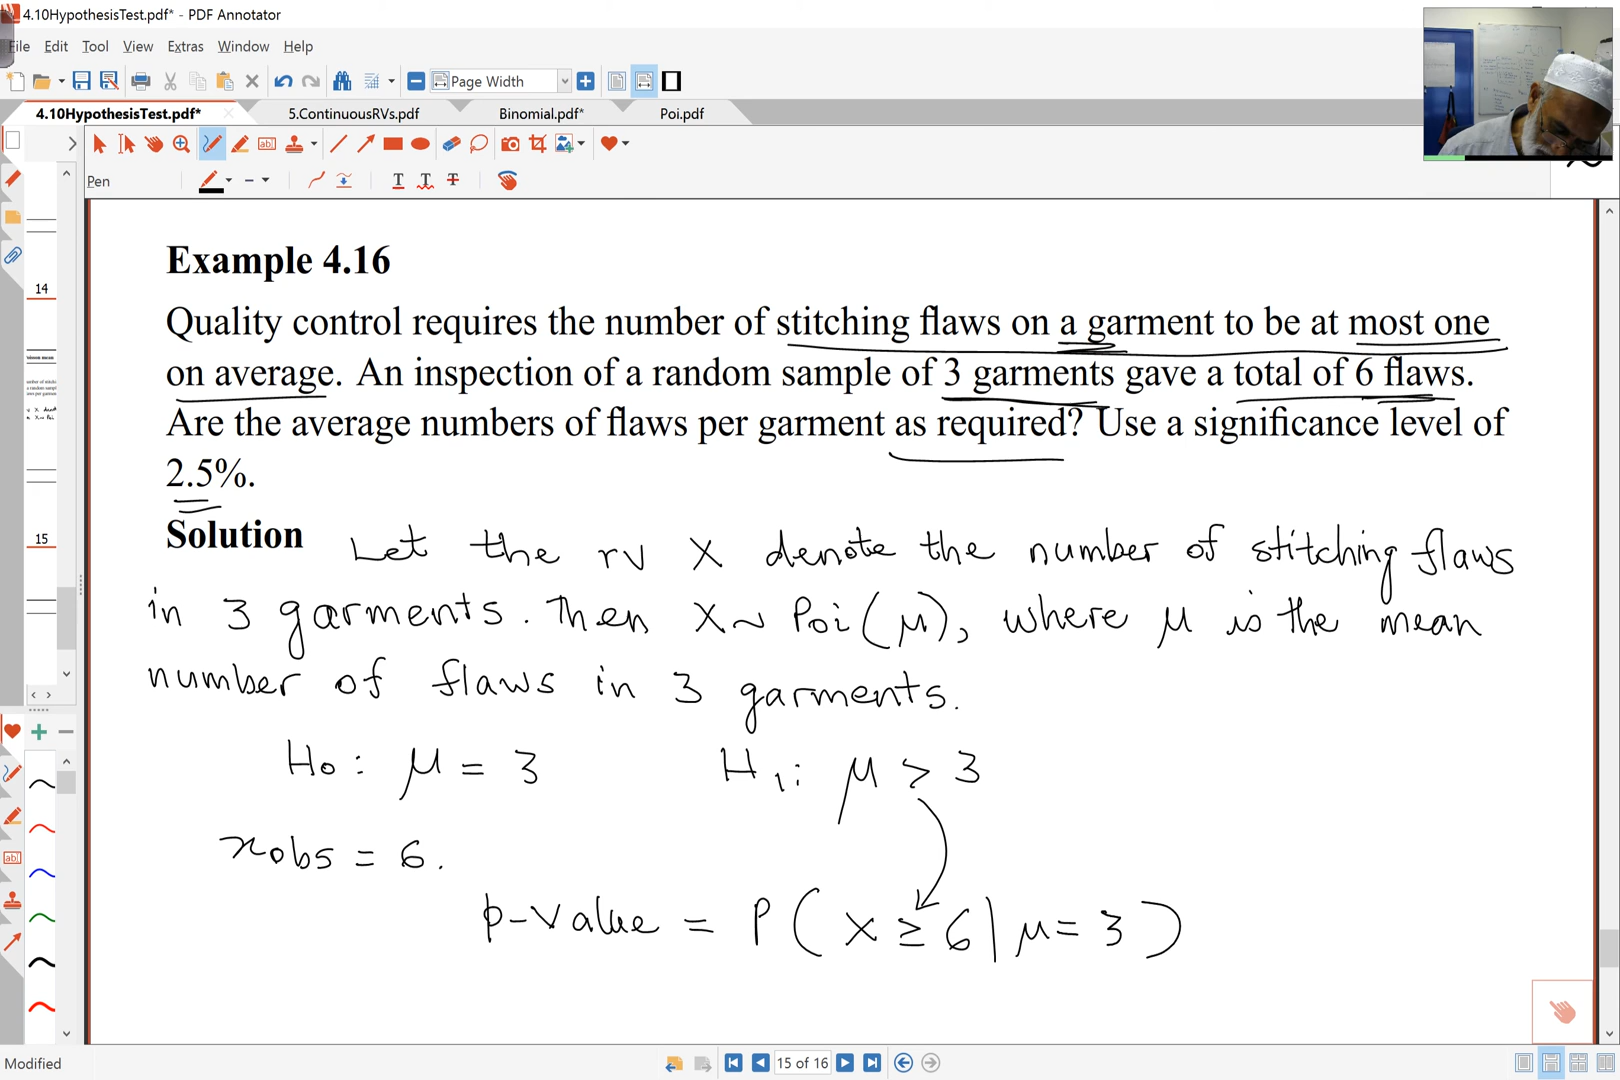 4.10HypothesisTest.pdf* - PDF Annotator
File Edit Tool View Extras Window Help
Page Width
4.10HypothesisTest.pdf* 5.ContinuousRVs.pdf Binomial.pdf* Poi.pdf
Pen
14
15
Example 4.16
Quality control requires the number of stitching flaws on a garment to be at most one
on average. An inspection of a random sample of 3 garments gave a total of 6 flaws.
Are the average numbers of flaws per garment as required? Use a significance level of
2.5%.
Solution Let the rv X denote the number of stitching flaws
in 3 garments. Then X ~ Poi(μ), where μ is the mean
number of flaws in 3 garments.
H₀: μ = 3 H₁: μ > 3
xobs = 6.
p-value = P(X ≥ 6 | μ = 3)
Modified
15 of 16